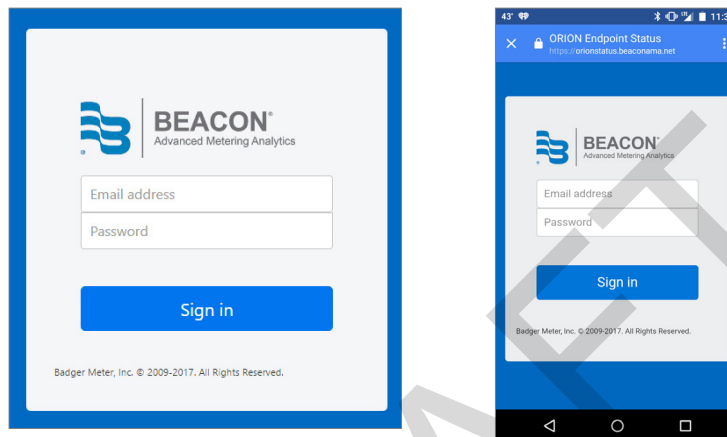 BEACON®
Advanced Metering Analytics
Email address
Password
Sign in
Badger Meter, Inc. © 2009-2017. All Rights Reserved.
43°
ORION Endpoint Status
https://orionstatus.beaconama.net
BEACON®
Advanced Metering Analytics
Email address
Password
Sign in
Badger Meter, Inc. © 2009-2017. All Rights Reserved.